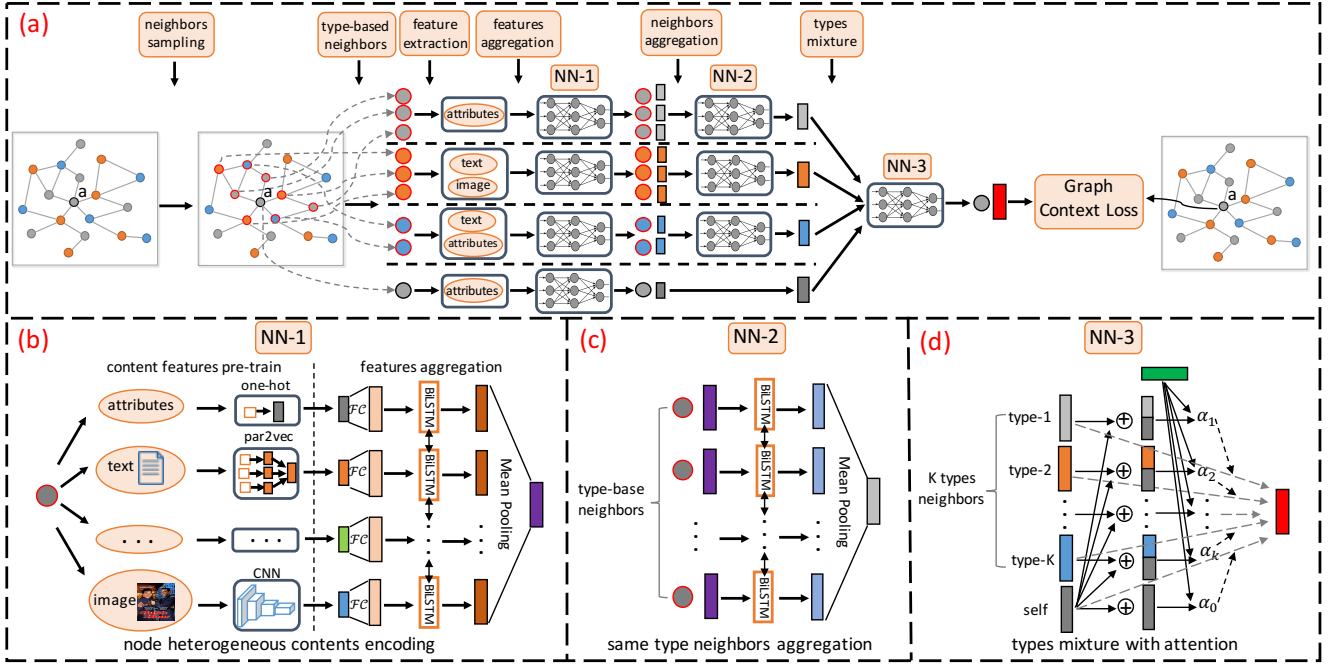 (a)
neighbors
sampling
type-based
neighbors
feature
extraction
features
aggregation
neighbors
aggregation
types
mixture
NN-1
NN-2
attributes
text
image
text
attributes
attributes
a
a
NN-3
Graph
Context Loss
a
(b)
NN-1
content features pre-train
features aggregation
one-hot
attributes
FC
BiLSTM
par2vec
text
FC
BiLSTM
Mean Pooling
. . .
. . .
FC
CNN
image
FC
BiLSTM
node heterogeneous contents encoding
(c)
NN-2
BiLSTM
BiLSTM
type-base
neighbors
Mean Pooling
BiLSTM
same type neighbors aggregation
(d)
NN-3
type-1
⊕
α1
type-2
⊕
α2
K types
neighbors
⊕
type-K
⊕
αk
self
⊕
α0
types mixture with attention